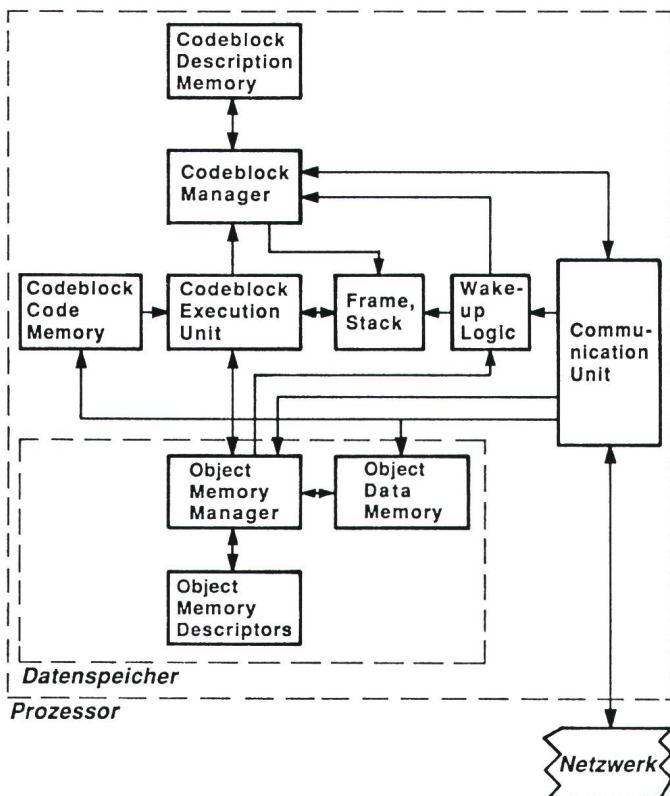 Codeblock
Description
Memory
Codeblock
Manager
Codeblock
Code
Memory
Codeblock
Execution
Unit
Frame,
Stack
Wake-
up
Logic
Commu-
nication
Unit
Object
Memory
Manager
Object
Data
Memory
Object
Memory
Descriptors
Datenspeicher
Prozessor
Netzwerk